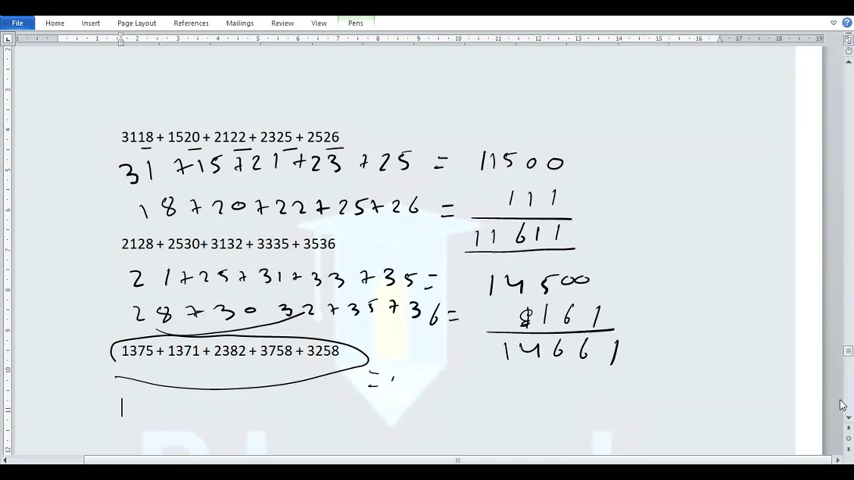 File Home Insert Page Layout References Mailings Review View Pens
3118 + 1520 + 2122 + 2325 + 2526
31 +15+21+23 +25 = 11500
18+20+22+25+26 = 111
11611
2128 + 2530+ 3132 + 3335 + 3536
21+25+31+33+35= 14500
28+30 32+35+36= 161
14661
1375 + 1371 + 2382 + 3758 + 3258
=
1